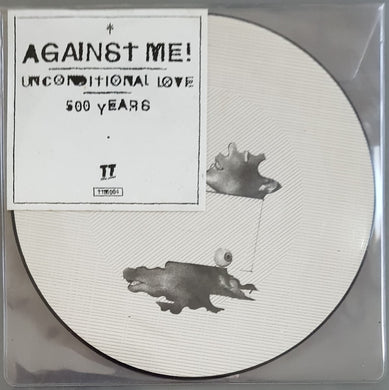 AGAINST ME!
UNCONDITIONAL LOVE
500 YEARS
TT